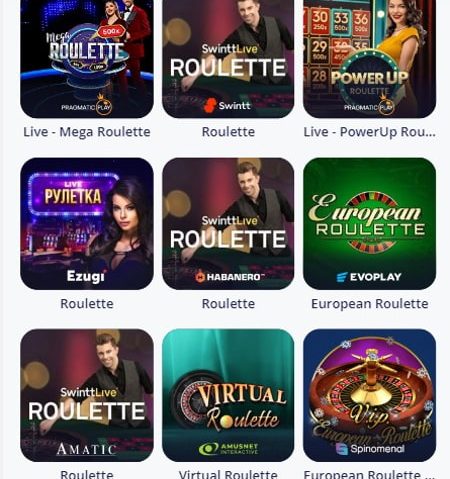 Mega
500x
ROULETTE
PRAGMATIC PLAY
Live - Mega Roulette
SwinttLive
ROULETTE
Swintt
Roulette
30 33 36
29 35
28
POWER UP
ROULETTE
PRAGMATIC PLAY
Live - PowerUp Rou...
LIVE
РУЛЕТКА
Ezugi
Roulette
SwinttLive
ROULETTE
HABANERO
Roulette
European
ROULETTE
EVOPLAY
European Roulette
SwinttLive
ROULETTE
AMATIC
Roulette
VIRTUAL
Roulette
AMUSNET
INTERACTIVE
Virtual Roulette
V.I.P.
European Roulette
Spinomenal
European Roulette ...